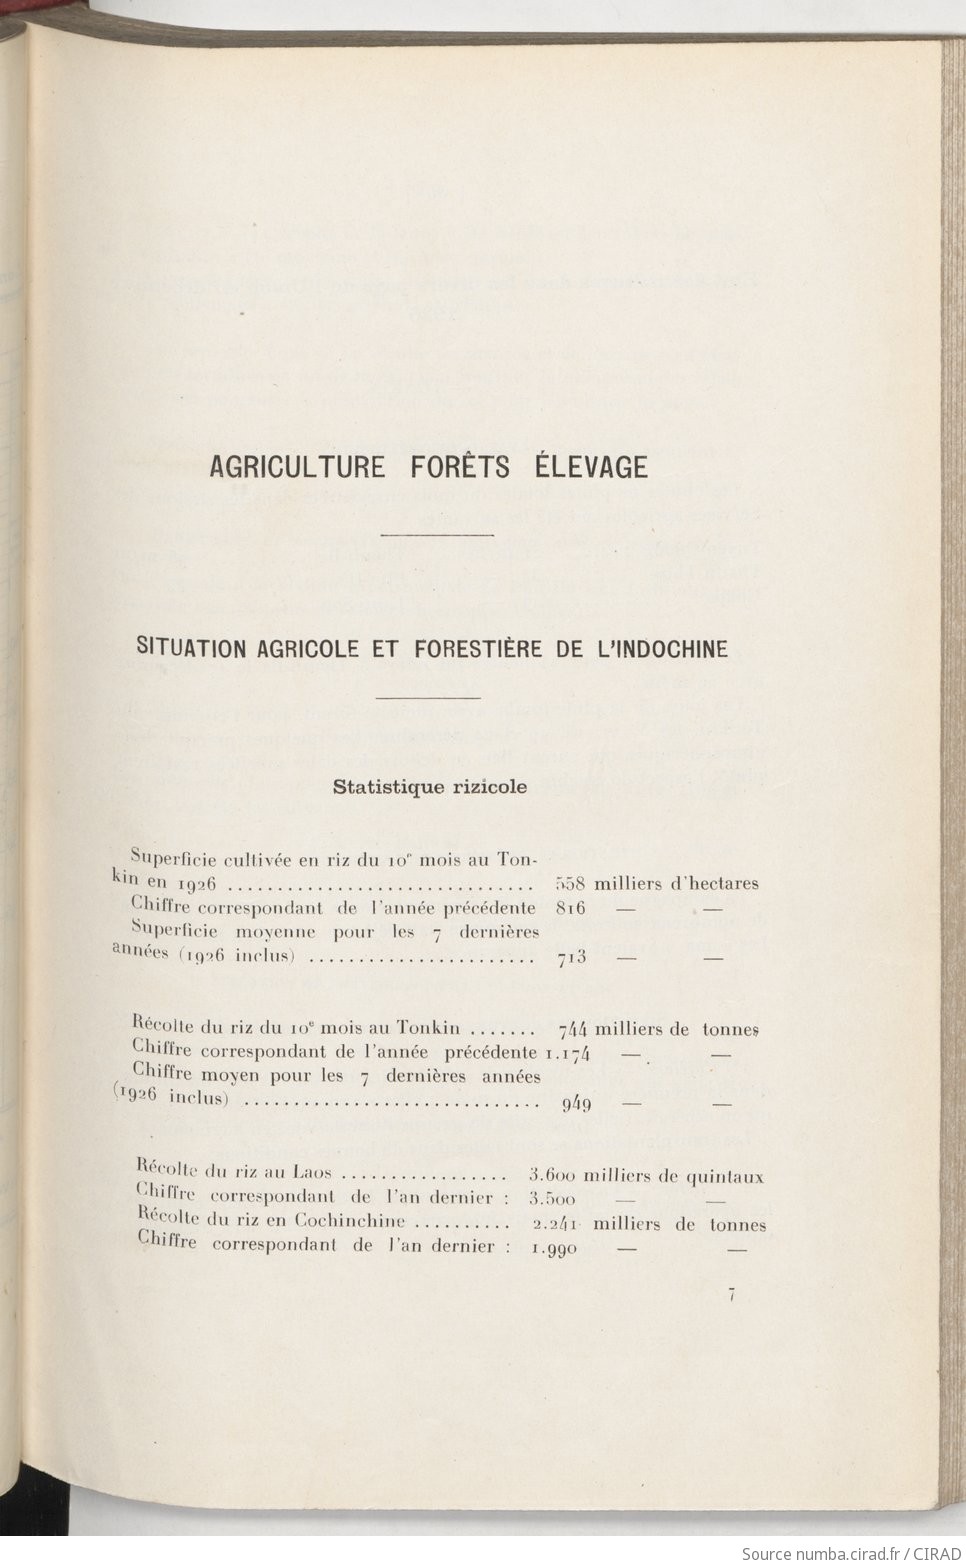 AGRICULTURE FORÊTS ÉLEVAGE
SITUATION AGRICOLE ET FORESTIÈRE DE L'INDOCHINE
Statistique rizicole
Superficie cultivée en riz du 10e mois au Ton-
kin en 1926 ............................... 558 milliers d'hectares
Chiffre correspondant de l'année précédente 816 — —
Superficie moyenne pour les 7 dernières
années (1926 inclus) ....................... 713 — —
Récolte du riz du 10e mois au Tonkin ....... 744 milliers de tonnes
Chiffre correspondant de l'année précédente 1.174 — —
Chiffre moyen pour les 7 dernières années
(1926 inclus) .............................. 949 — —
Récolte du riz au Laos ................. 3.600 milliers de quintaux
Chiffre correspondant de l'an dernier : 3.500 — —
Récolte du riz en Cochinchine .......... 2.241 milliers de tonnes
Chiffre correspondant de l'an dernier : 1.990 — —
7
Source numba.cirad.fr / CIRAD